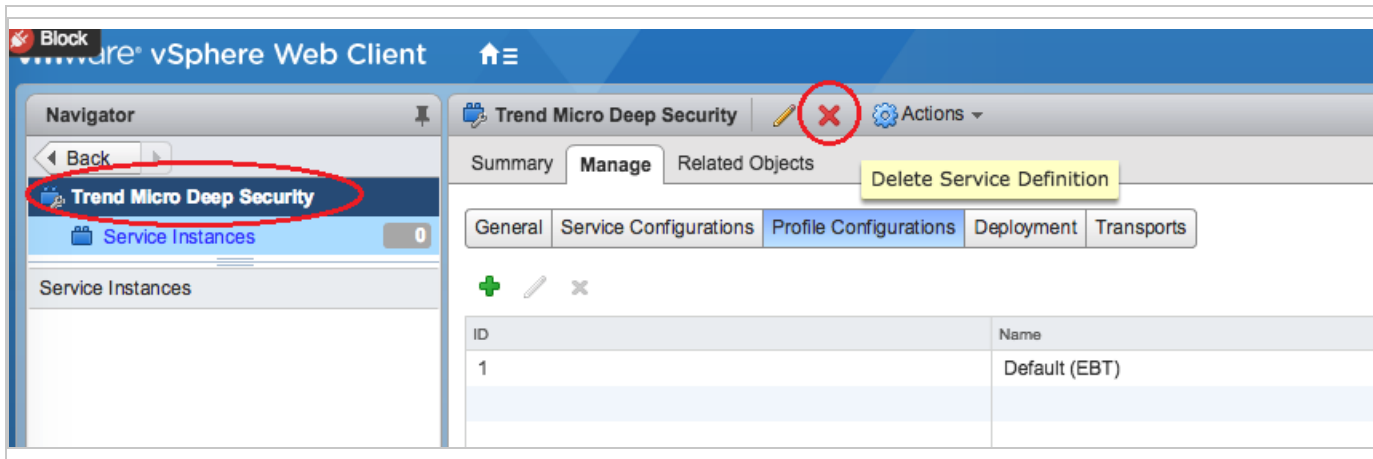 Block
vmware® vSphere Web Client
Navigator
Back
Trend Micro Deep Security
Service Instances 0
Service Instances
Trend Micro Deep Security Actions
Summary Manage Related Objects
Delete Service Definition
General Service Configurations Profile Configurations Deployment Transports
ID Name
1 Default (EBT)